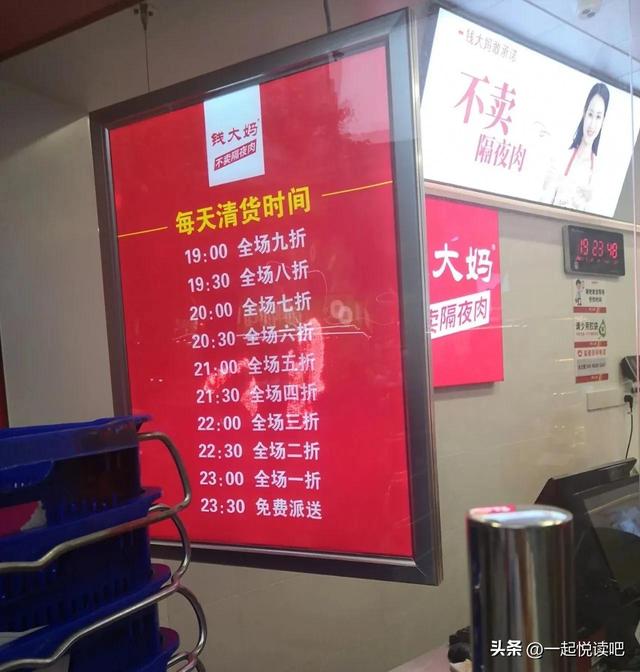 钱大妈
不卖隔夜肉
每天清货时间
19:00 全场九折
19:30 全场八折
20:00 全场七折
20:30 全场六折
21:00 全场五折
21:30 全场四折
22:00 全场三折
22:30 全场二折
23:00 全场一折
23:30 免费派送
钱大妈敢承诺
不卖
隔夜肉
大妈
卖隔夜肉
19 23 48
头条 @一起悦读吧